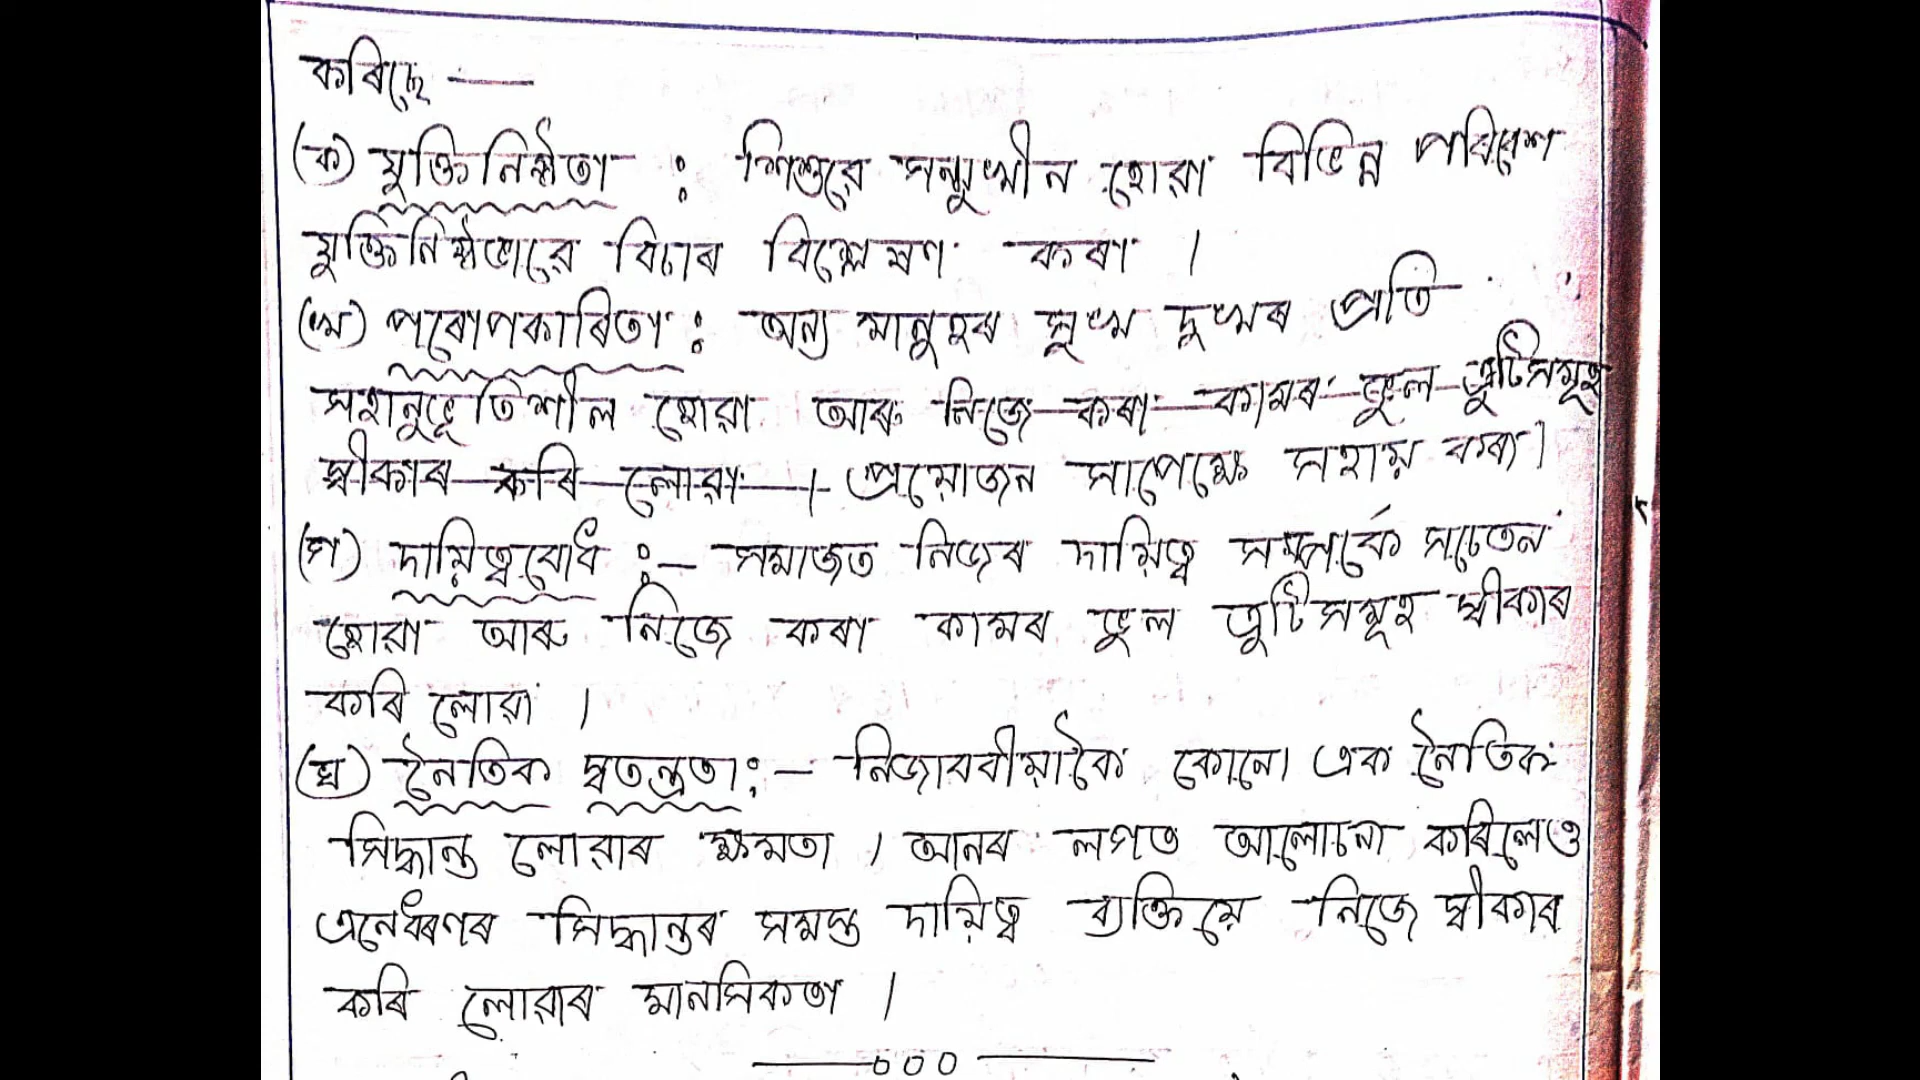 কৰিছে —
(ক) যুক্তিনিৰ্ষ্ঠতা : শিশুৱে সন্মুখীন হোৱা বিভিন্ন পৰিবেশ
যুক্তিনিৰ্ষ্ঠভাৱে বিচাৰ বিশ্লেষণ কৰা ।
(খ) পৰোপকাৰিতা : অন্য মানুহৰ সুখ দুখৰ প্ৰতি
সহানুভূতিশীল হোৱা আৰু নিজে কৰা কামৰ ভুল ত্ৰুটিসমূহ
স্বীকাৰ কৰি লোৱা । প্ৰয়োজন সাপেক্ষে সহায় কৰা ।
(গ) দায়িত্ববোধ :- সমাজত নিজৰ দায়িত্ব সম্পৰ্কে সচেতন
হোৱা আৰু নিজে কৰা কামৰ ভুল ত্ৰুটিসমূহ স্বীকাৰ
কৰি লোৱা ।
(ঘ) নৈতিক স্বতন্ত্ৰতা :- নিজাববীয়াকৈ কোনো এক নৈতিক
সিদ্ধান্ত লোৱাৰ ক্ষমতা । আনৰ লগত আলোচনা কৰিলেও
এনেধৰণৰ সিদ্ধান্তৰ সমস্ত দায়িত্ব ব্যক্তিয়ে নিজে স্বীকাৰ
কৰি লোৱাৰ মানসিকতা ।
—০০০—